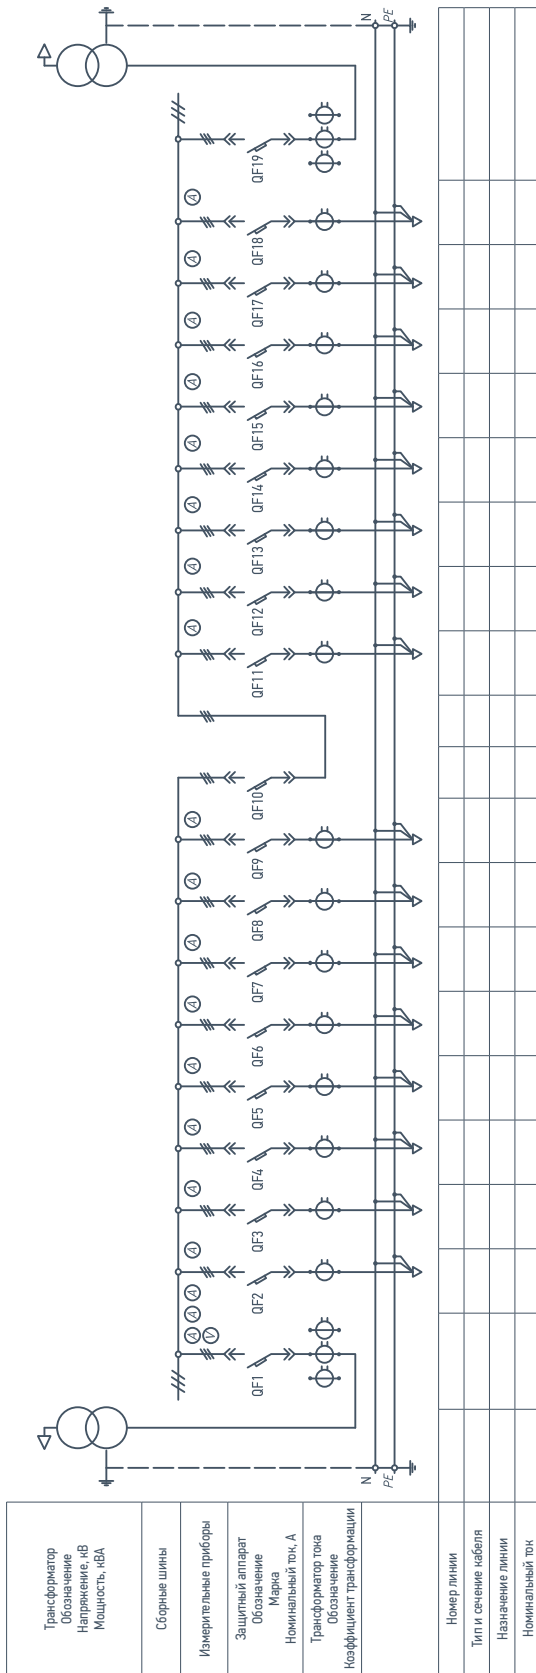 Трансформатор
Обозначение
Напряжение, кВ
Мощность, кВА
Сборные шины
Измерительные приборы
Защитный аппарат
Обозначение
Марка
Номинальный ток, А
Трансформатор тока
Обозначение
Коэффициент трансформации
Номер линии
Тип и сечение кабеля
Назначение линии
Номинальный ток
N
PE
QF1
A
V
A
A
A
QF2
A
QF3
A
QF4
A
QF5
A
QF6
A
QF7
A
QF8
A
QF9
A
QF10
QF11
A
QF12
A
QF13
A
QF14
A
QF15
A
QF16
A
QF17
A
QF18
A
QF19
N
PE